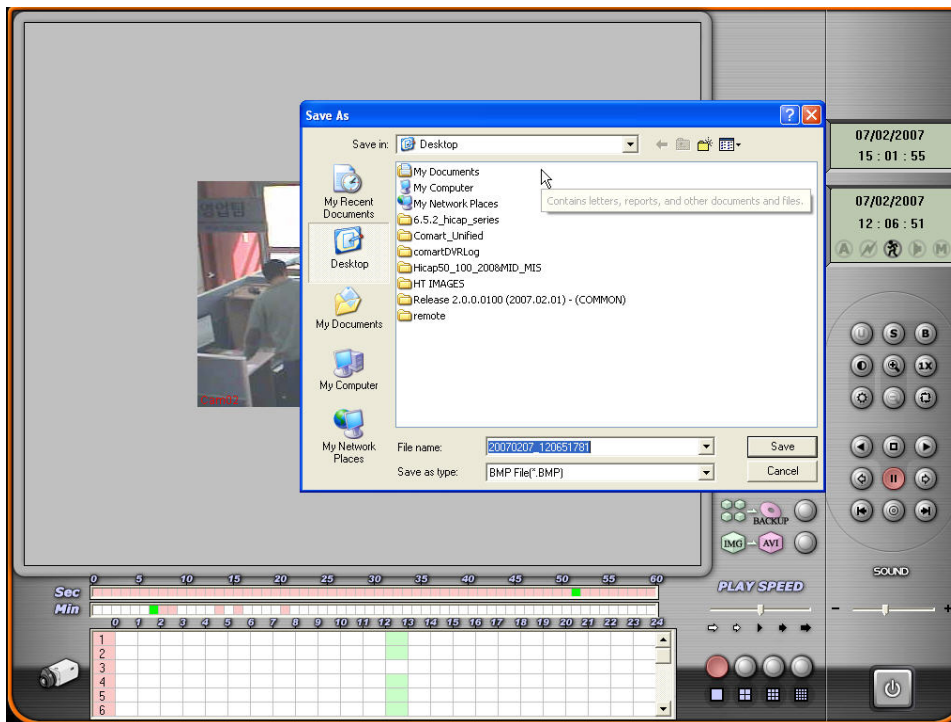 Save As
Save in:
Desktop
My Recent
Documents
Desktop
My Documents
My Computer
My Network
Places
My Documents
My Computer
My Network Places
6.5.2_hicap_series
Comart_Unified
comartDVRLog
Hicap50_100_2008MID_MIS
HT IMAGES
Release 2.0.0.0100 (2007.02.01) - (COMMON)
remote
Contains letters, reports, and other documents and files.
File name:
20070207_120651781
Save
Save as type:
BMP File(*.BMP)
Cancel
영업팀
Cam02
07/02/2007
15 : 01 : 55
07/02/2007
12 : 06 : 51
A M
U S B
1X
BACKUP
IMG AVI
SOUND
PLAY SPEED
- +
0 5 10 15 20 25 30 35 40 45 50 55 60
Sec
Min
0 1 2 3 4 5 6 7 8 9 10 11 12 13 14 15 16 17 18 19 20 21 22 23 24
1
2
3
4
5
6